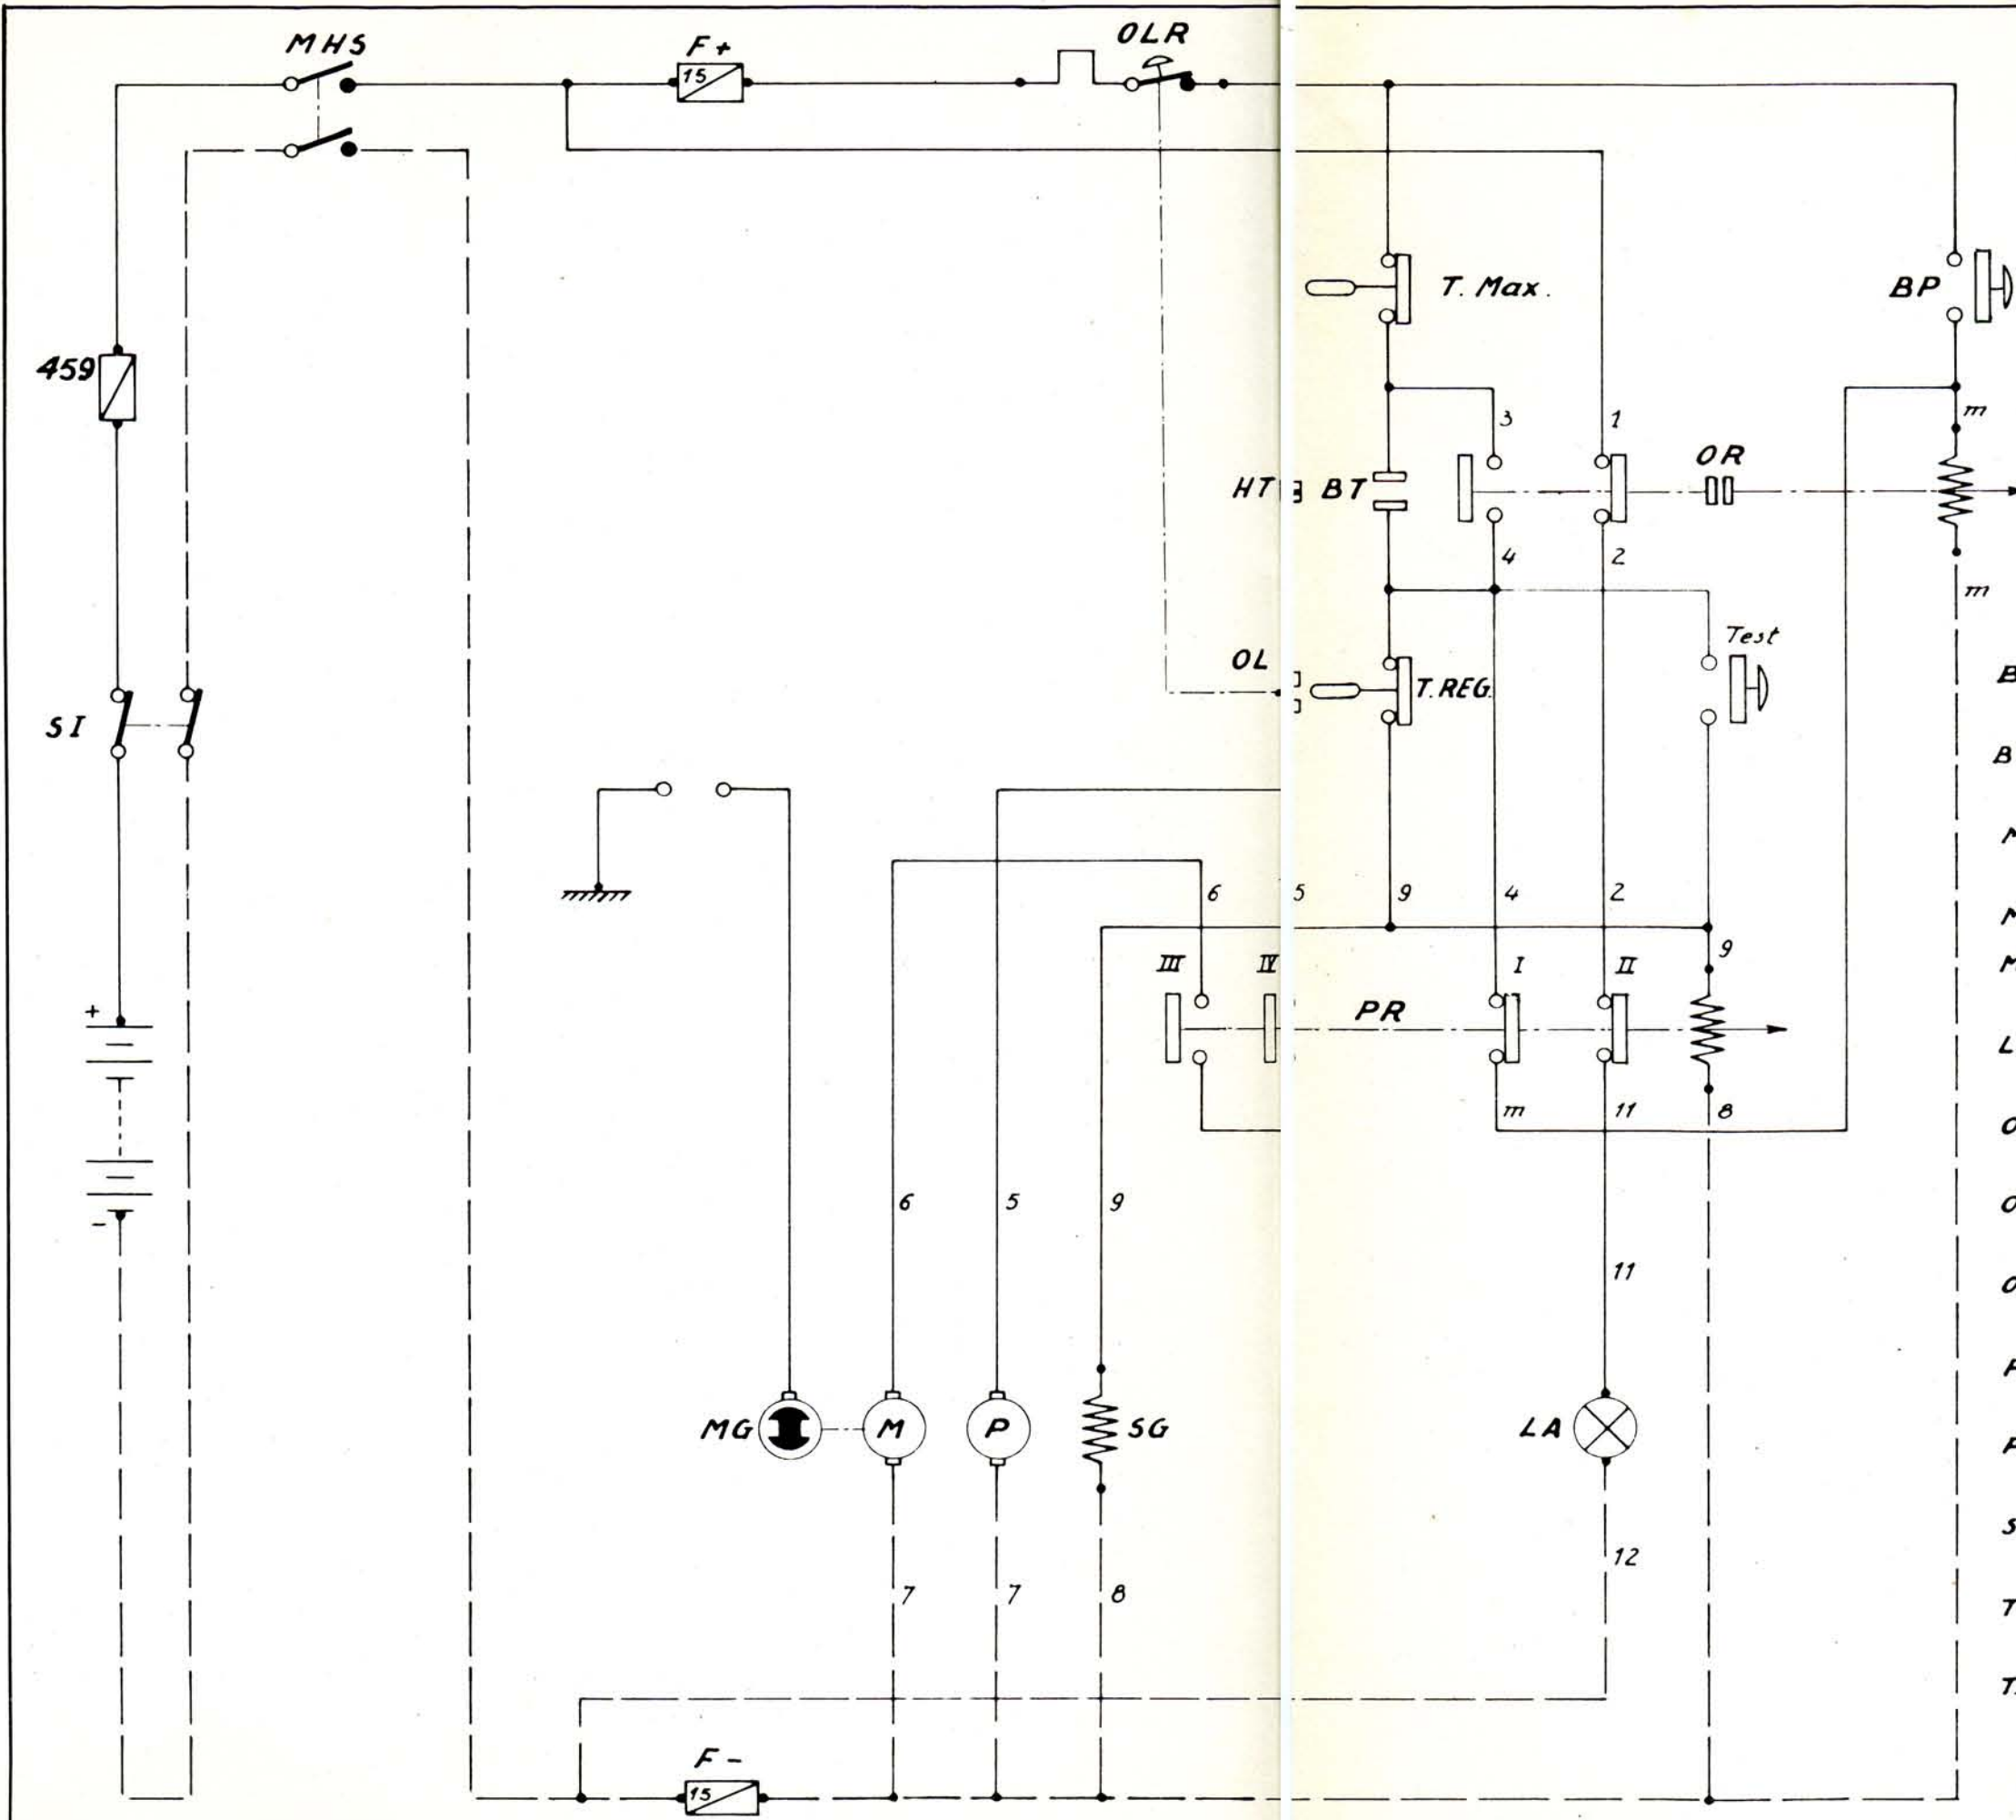 MHS
F+
15
OLR
459
T. Max.
BP
3
1
m
OR
HT
BT
4
2
m
Test
OL
T.REG.
SI
6
5
9
4
2
III
IV
I
II
9
PR
+
m
11
8
-
6
5
9
11
MG
M
P
SG
LA
12
7
7
8
F-
15